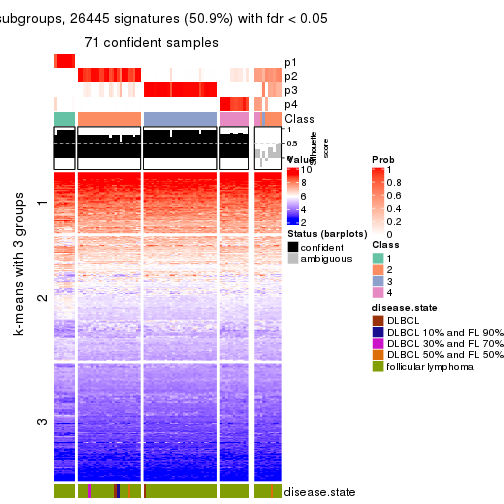 subgroups, 26445 signatures (50.9%) with fdr < 0.05
71 confident samples
p1
p2
p3
p4
Class
1
0.5
0
Silhouette
score
k-means with 3 groups
1
2
3
disease.state
Value
10
8
6
4
2
Status (barplots)
confident
ambiguous
Prob
1
0.8
0.6
0.4
0.2
0
Class
1
2
3
4
disease.state
DLBCL
DLBCL 10% and FL 90%
DLBCL 30% and FL 70%
DLBCL 50% and FL 50%
follicular lymphoma